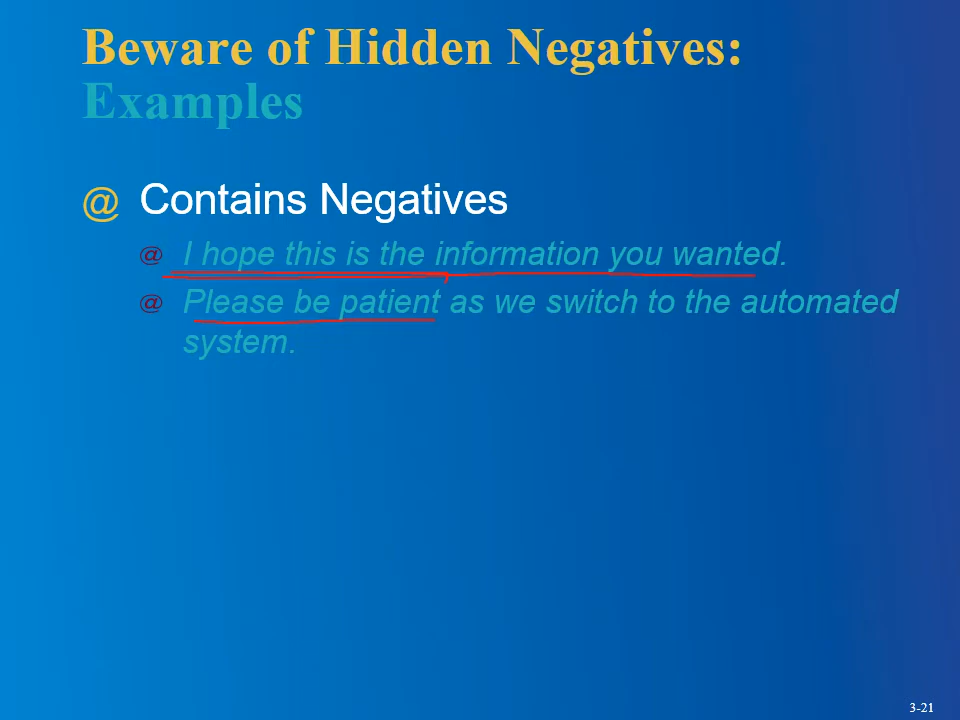 Beware of Hidden Negatives:
Examples
@ Contains Negatives
@ I hope this is the information you wanted.
@ Please be patient as we switch to the automated
system.
3-21